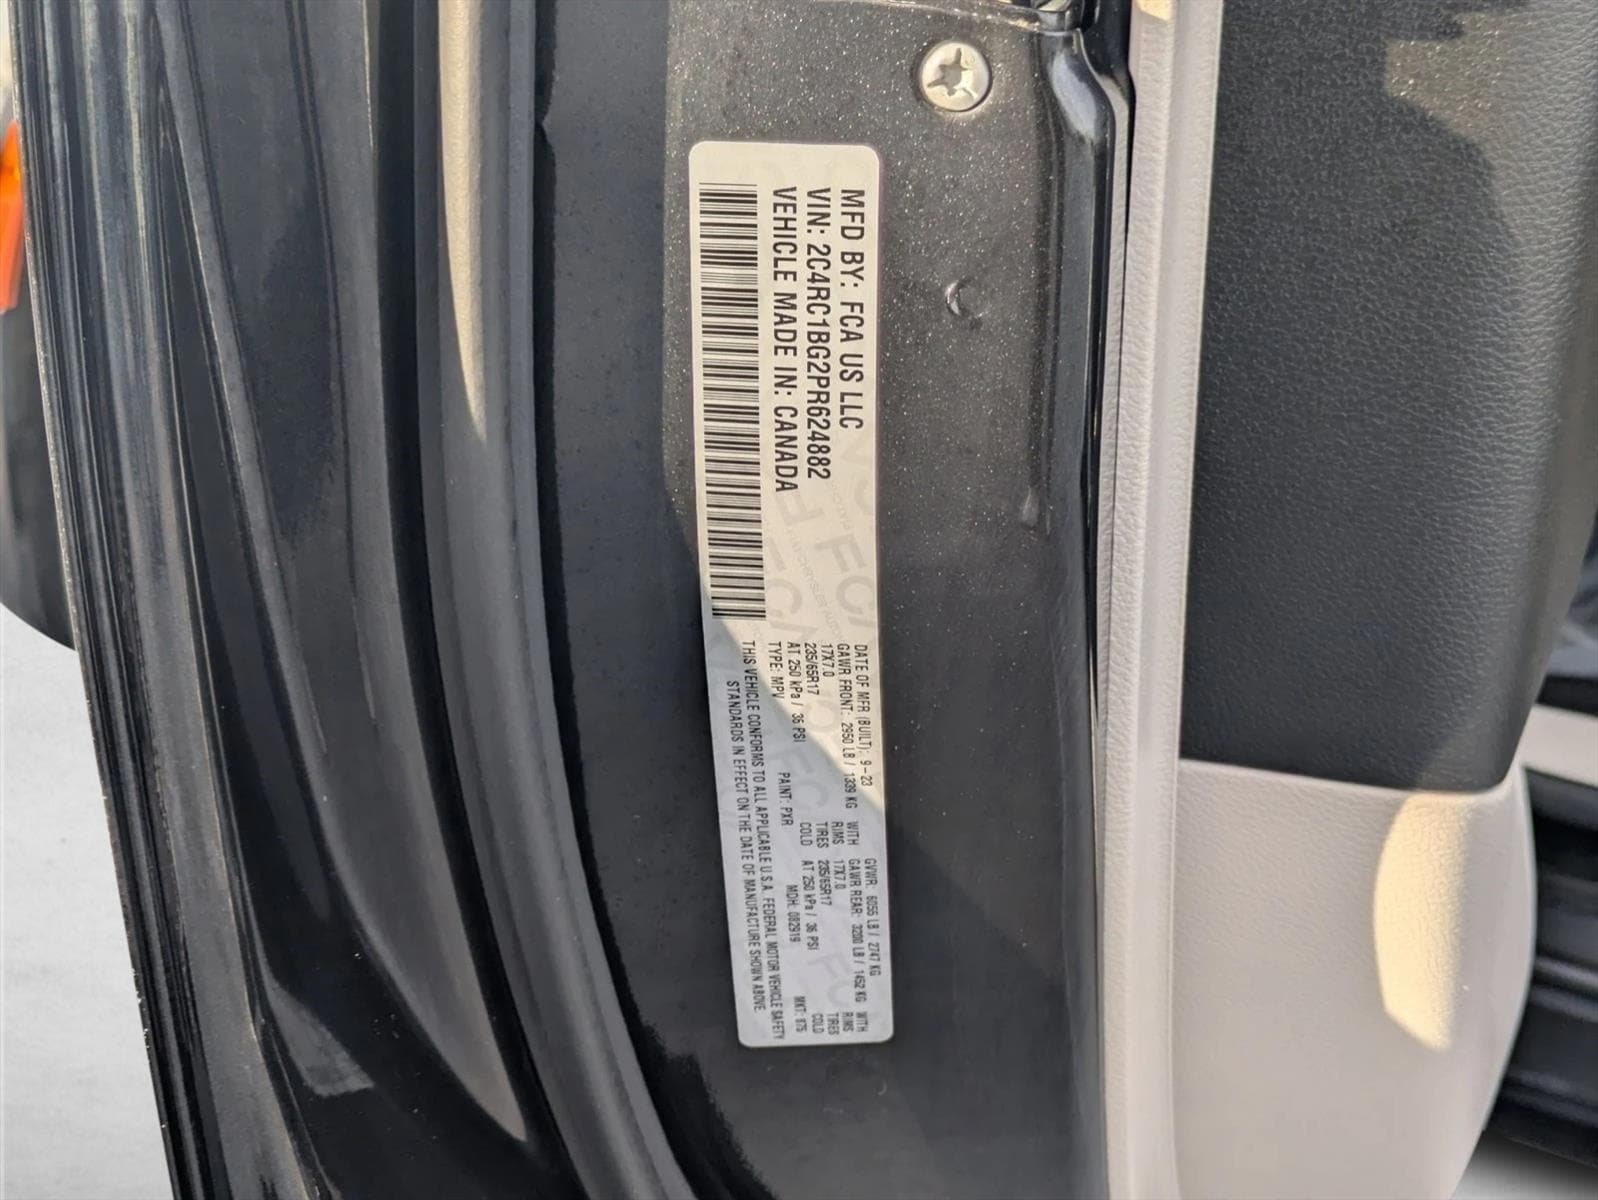 MFD BY: FCA US LLC
VIN: 2C4RC1BG2PR624882
VEHICLE MADE IN: CANADA
DATE OF MFR (BUILT): 9-23 GVWR: 6055 LB / 2747 KG
GAWR FRONT: 2950 LB / 1339 KG WITH GAWR REAR: 3200 LB / 1452 KG WITH
17X7.0 RIMS 17X7.0 RIMS
235/65R17 TIRES 235/65R17 TIRES
AT 250 kPa / 36 PSI COLD AT 250 kPa / 36 PSI COLD
TYPE: MPV PAINT: PXR MDH: 082919 MKT: 875
THIS VEHICLE CONFORMS TO ALL APPLICABLE U.S.A. FEDERAL MOTOR VEHICLE SAFETY
STANDARDS IN EFFECT ON THE DATE OF MANUFACTURE SHOWN ABOVE.